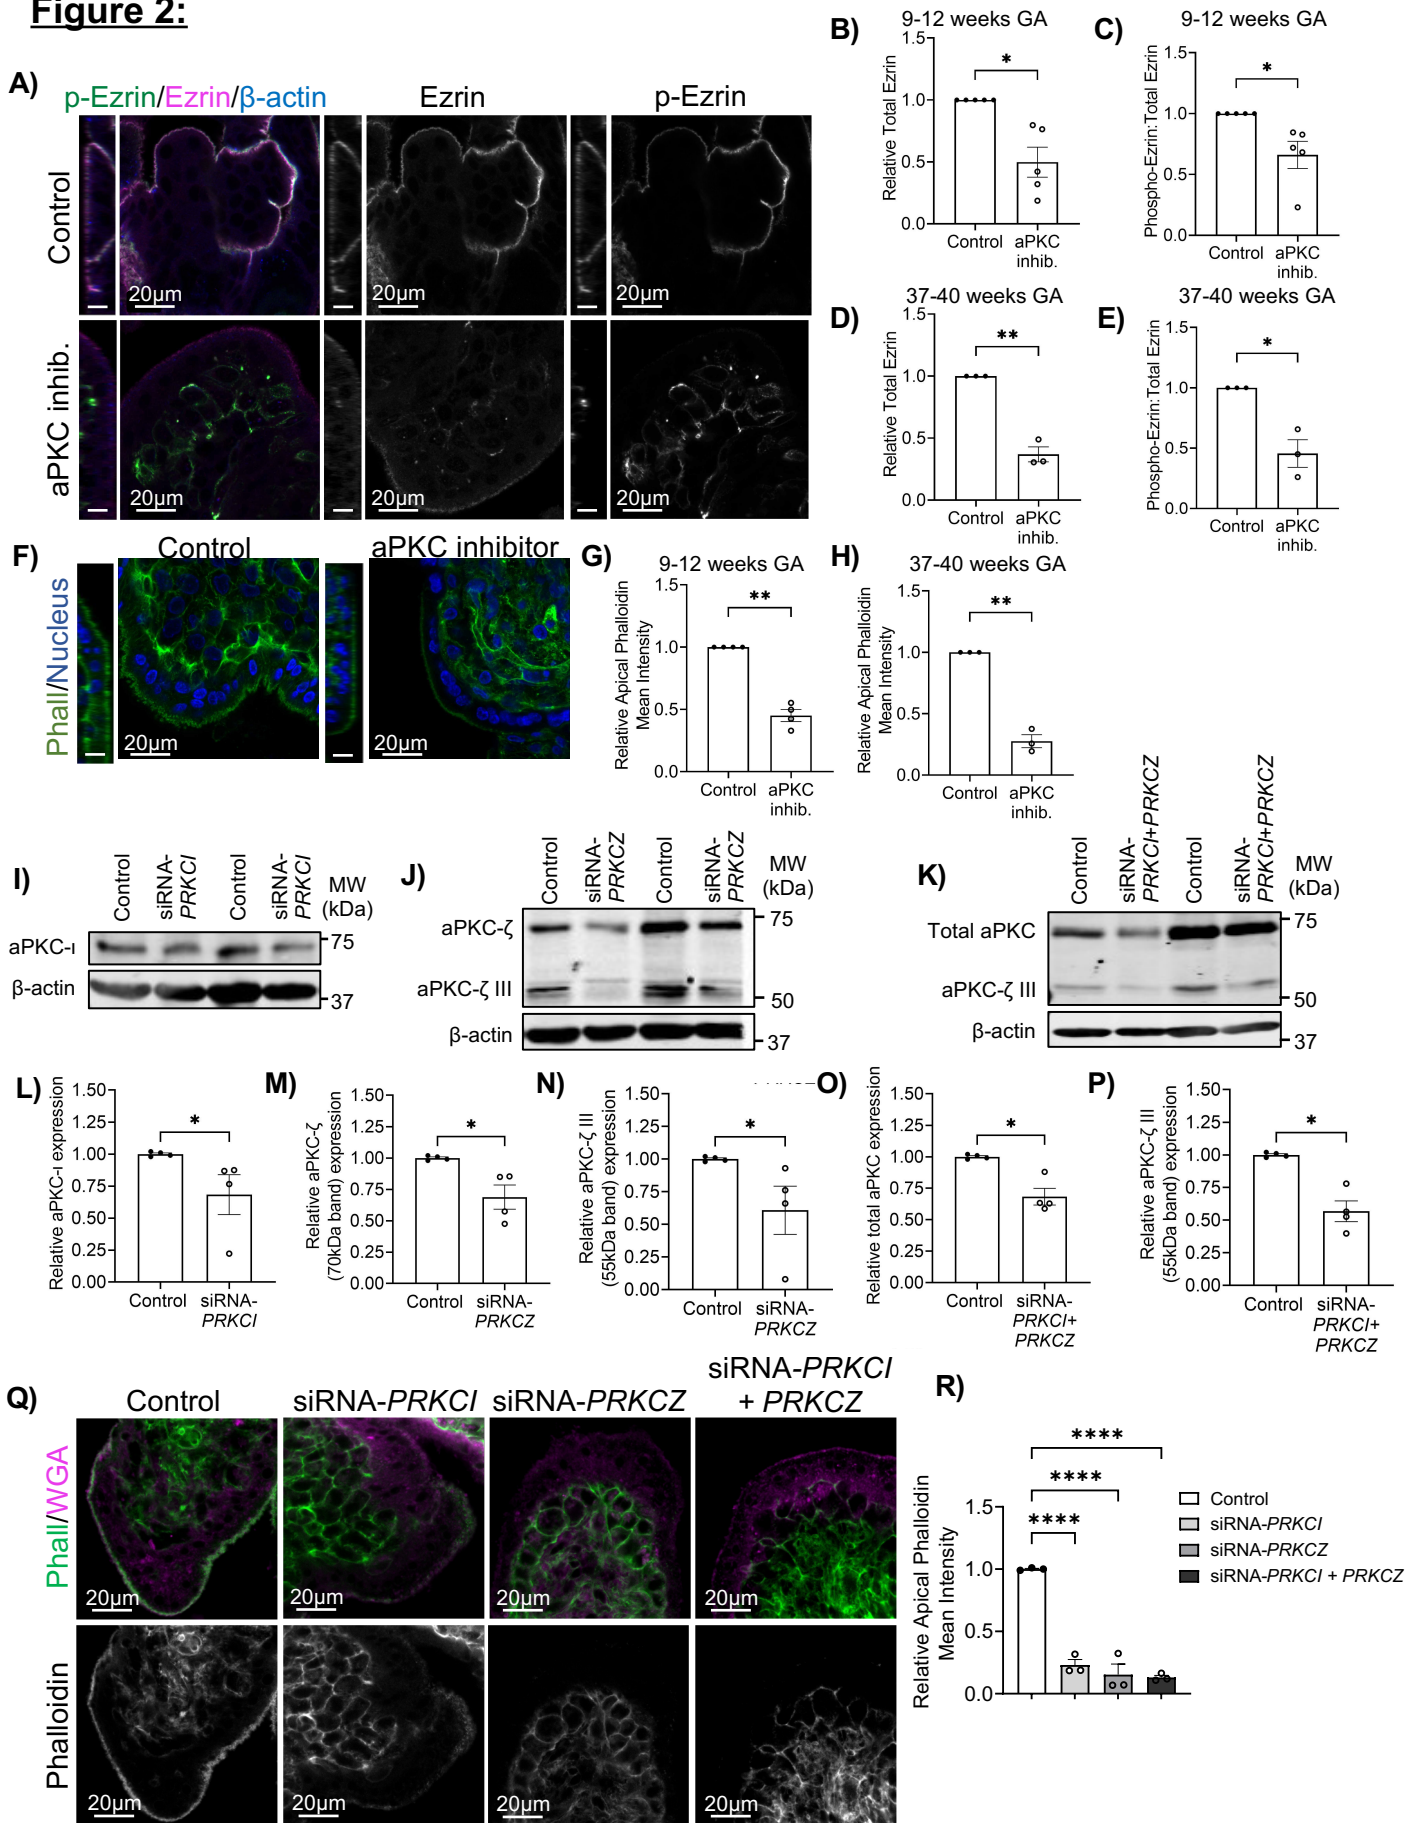 Figure 2:
A)
p-Ezrin/Ezrin/β-actin
Ezrin
p-Ezrin
Control
20µm
20µm
20µm
aPKC inhib.
20µm
20µm
20µm
B)
9-12 weeks GA
Relative Total Ezrin
1.5
1.0
0.5
0.0
*
Control
aPKC
inhib.
C)
9-12 weeks GA
Phospho-Ezrin:Total Ezrin
1.5
1.0
0.5
0.0
*
Control
aPKC
inhib.
D)
37-40 weeks GA
Relative Total Ezrin
1.5
1.0
0.5
0.0
**
Control
aPKC
inhib.
E)
37-40 weeks GA
Phospho-Ezrin:Total Ezrin
1.5
1.0
0.5
0.0
*
Control
aPKC
inhib.
F)
Control
aPKC inhibitor
Phall/Nucleus
20µm
20µm
G)
9-12 weeks GA
Relative Apical Phalloidin
Mean Intensity
1.5
1.0
0.5
0.0
**
Control
aPKC
inhib.
H)
37-40 weeks GA
Relative Apical Phalloidin
Mean Intensity
1.5
1.0
0.5
0.0
**
Control
aPKC
inhib.
I)
Control
siRNA-
PRKCI
Control
siRNA-
PRKCI
MW
(kDa)
aPKC-ι
75
β-actin
37
J)
Control
siRNA-
PRKCZ
Control
siRNA-
PRKCZ
MW
(kDa)
aPKC-ζ
75
aPKC-ζ III
50
β-actin
37
K)
Control
siRNA-
PRKCI+PRKCZ
Control
siRNA-
PRKCI+PRKCZ
MW
(kDa)
Total aPKC
75
aPKC-ζ III
50
β-actin
37
L)
Relative aPKC-ι expression
1.50
1.25
1.00
0.75
0.50
0.25
0.00
*
Control
siRNA-
PRKCI
M)
Relative aPKC-ζ
(70kDa band) expression
1.50
1.25
1.00
0.75
0.50
0.25
0.00
*
Control
siRNA-
PRKCZ
N)
Relative aPKC-ζ III
(55kDa band) expression
1.50
1.25
1.00
0.75
0.50
0.25
0.00
*
Control
siRNA-
PRKCZ
O)
Relative total aPKC expression
1.50
1.25
1.00
0.75
0.50
0.25
0.00
*
Control
siRNA-
PRKCI+
PRKCZ
P)
Relative aPKC-ζ III
(55kDa band) expression
1.50
1.25
1.00
0.75
0.50
0.25
0.00
*
Control
siRNA-
PRKCI+
PRKCZ
Q)
Control
siRNA-PRKCI
siRNA-PRKCZ
siRNA-PRKCI
+ PRKCZ
Phall/WGA
20µm
20µm
20µm
20µm
Phalloidin
20µm
20µm
20µm
20µm
R)
Relative Apical Phalloidin
Mean Intensity
1.5
1.0
0.5
0.0
****
****
****
Control
siRNA-PRKCI
siRNA-PRKCZ
siRNA-PRKCI + PRKCZ